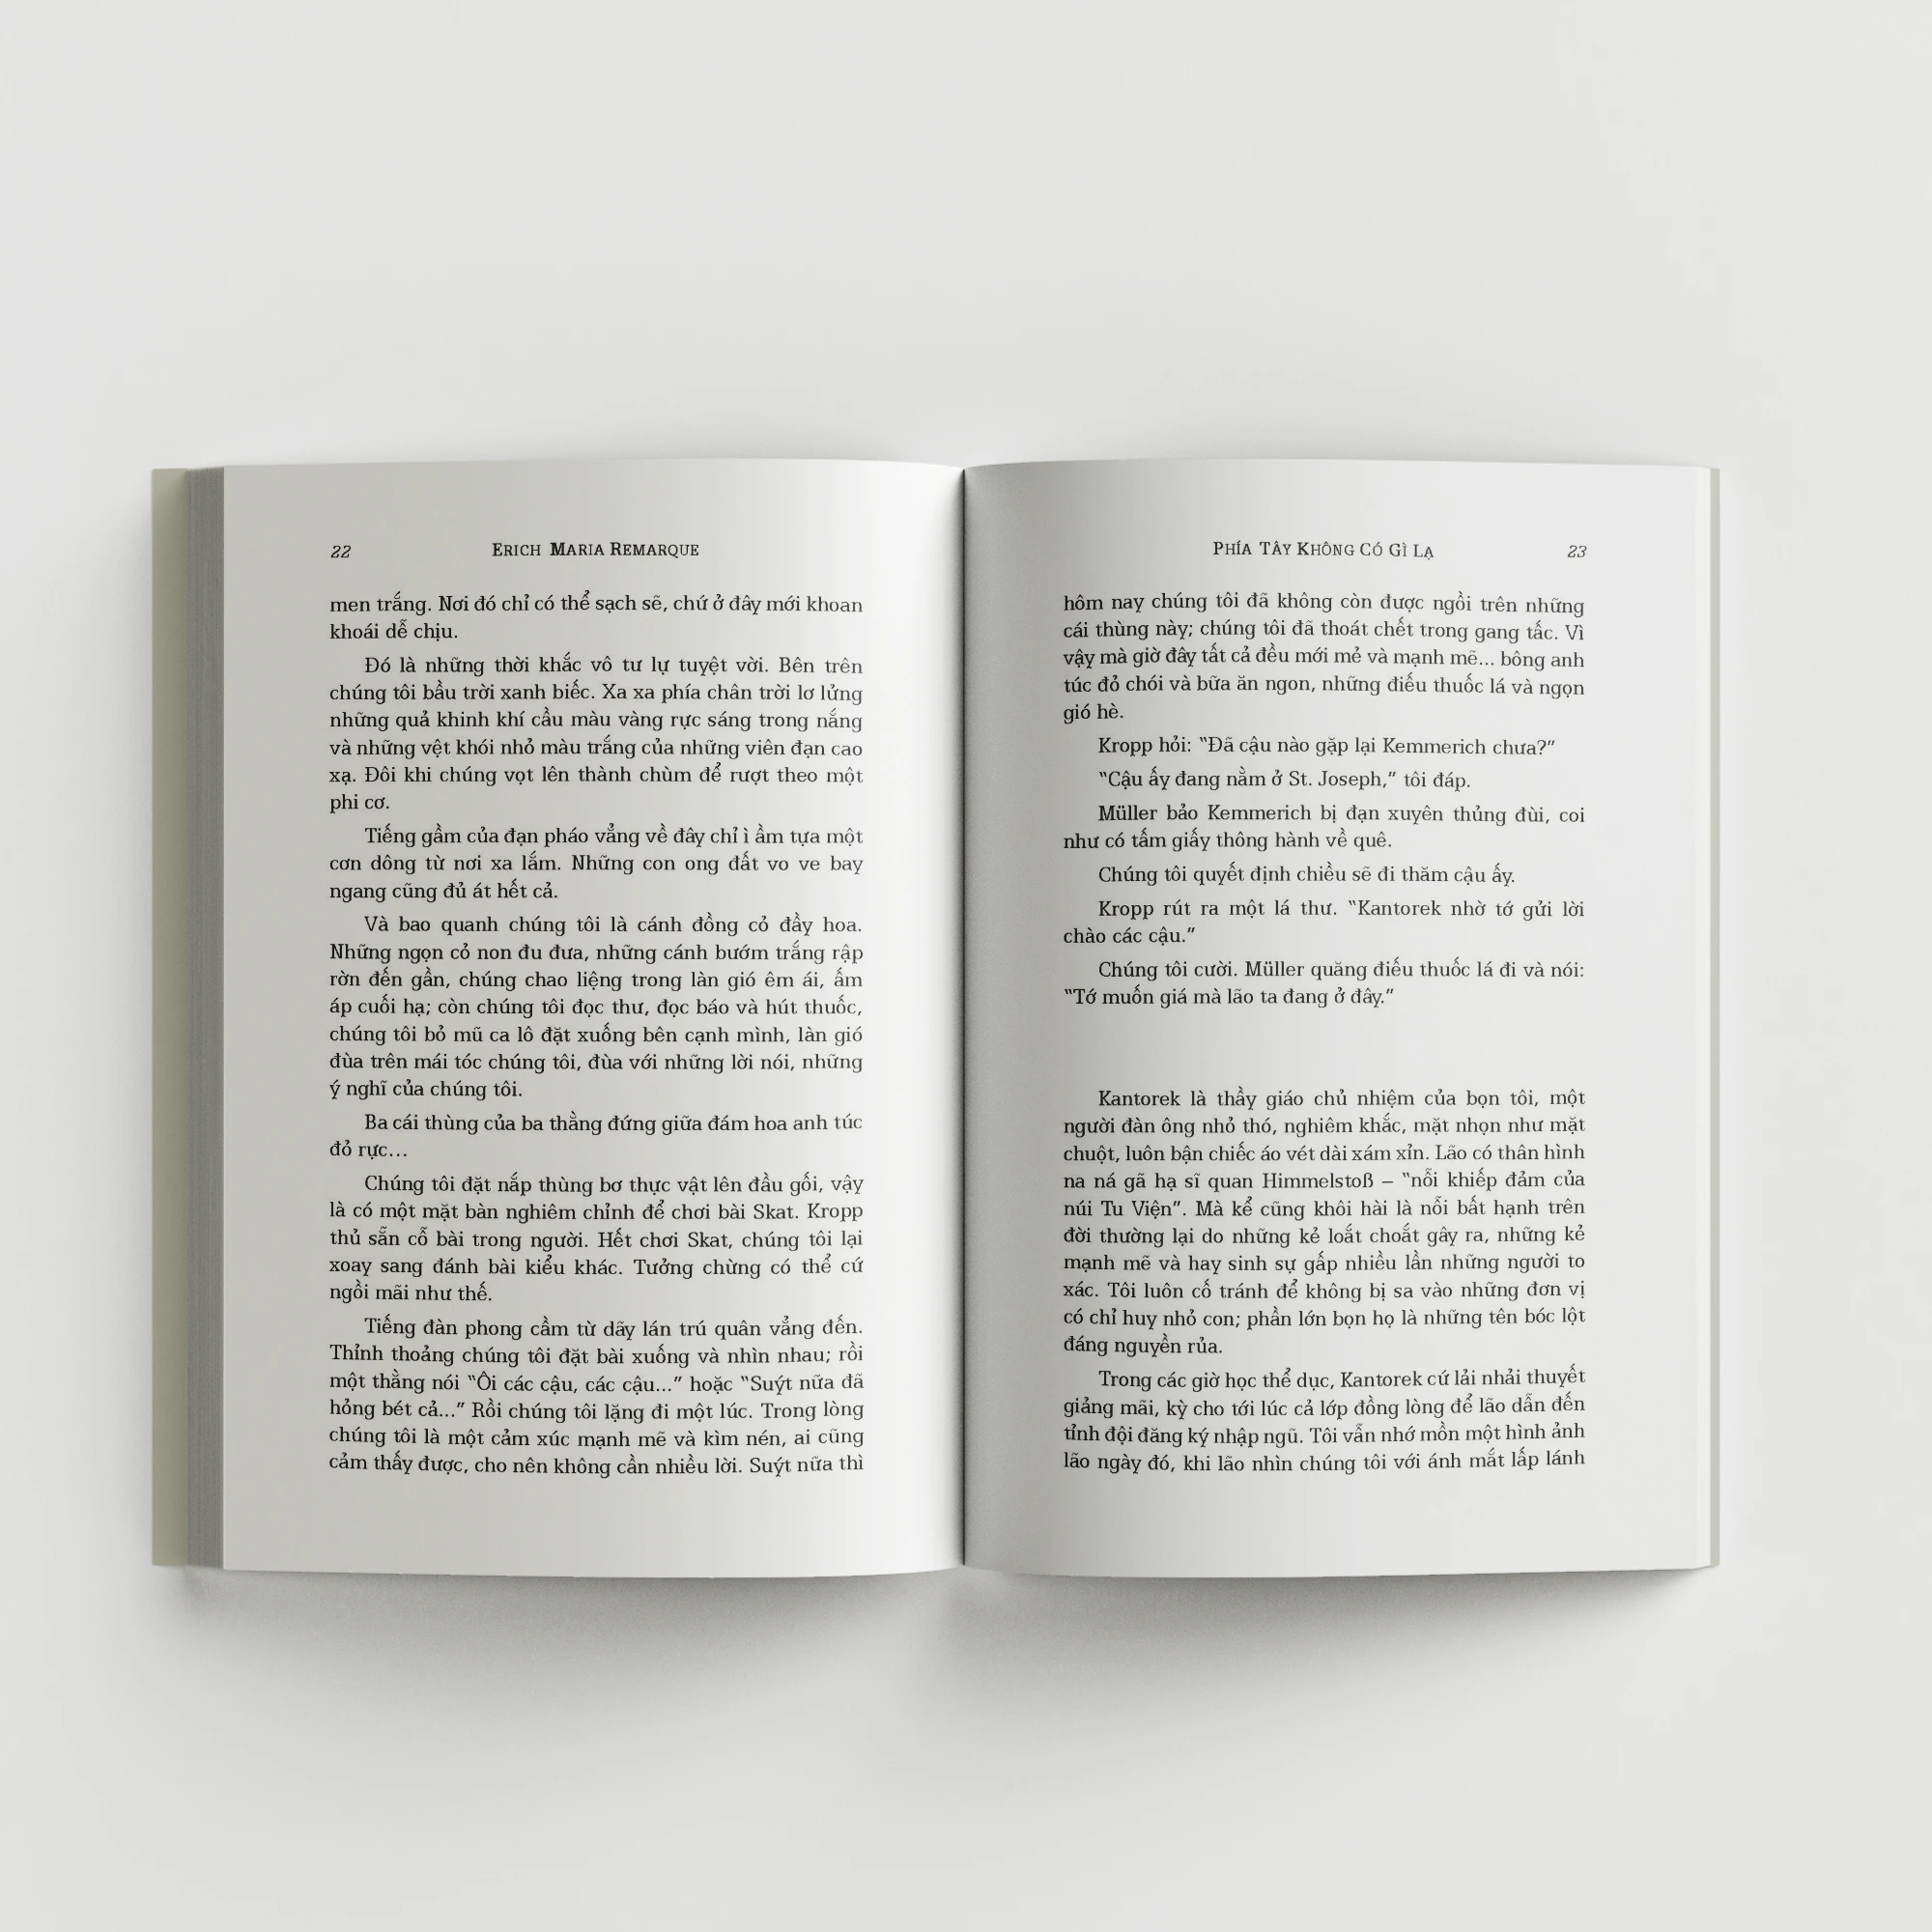 22
ERICH MARIA REMARQUE
men trắng. Nơi đó chỉ có thể sạch sẽ, chứ ở đây mới khoan
khoái dễ chịu.
Đó là những thời khắc vô tư lự tuyệt vời. Bên trên
chúng tôi bầu trời xanh biếc. Xa xa phía chân trời lơ lửng
những quả khinh khí cầu màu vàng rực sáng trong nắng
và những vệt khói nhỏ màu trắng của những viên đạn cao
xạ. Đôi khi chúng vọt lên thành chùm để rượt theo một
phi cơ.
Tiếng gầm của đạn pháo vẳng về đây chỉ ì ầm tựa một
cơn dông từ nơi xa lắm. Những con ong đất vo ve bay
ngang cũng đủ át hết cả.
Và bao quanh chúng tôi là cánh đồng cỏ đầy hoa.
Những ngọn cỏ non đu đưa, những cánh bướm trắng rập
rờn đến gần, chúng chao liệng trong làn gió êm ái, ấm
áp cuối hạ; còn chúng tôi đọc thư, đọc báo và hút thuốc,
chúng tôi bỏ mũ ca lô đặt xuống bên cạnh mình, làn gió
đùa trên mái tóc chúng tôi, đùa với những lời nói, những
ý nghĩ của chúng tôi.
Ba cái thùng của ba thằng đứng giữa đám hoa anh túc
đỏ rực...
Chúng tôi đặt nắp thùng bơ thực vật lên đầu gối, vậy
là có một mặt bàn nghiêm chỉnh để chơi bài Skat. Kropp
thủ sẵn cỗ bài trong người. Hết chơi Skat, chúng tôi lại
xoay sang đánh bài kiểu khác. Tưởng chừng có thể cứ
ngồi mãi như thế.
Tiếng đàn phong cầm từ dãy lán trú quân vẳng đến.
Thỉnh thoảng chúng tôi đặt bài xuống và nhìn nhau; rồi
một thằng nói “Ôi các cậu, các cậu...” hoặc “Suýt nữa đã
hỏng bét cả...” Rồi chúng tôi lặng đi một lúc. Trong lòng
chúng tôi là một cảm xúc mạnh mẽ và kìm nén, ai cũng
cảm thấy được, cho nên không cần nhiều lời. Suýt nữa thì
PHÍA TÂY KHÔNG CÓ GÌ LẠ
23
hôm nay chúng tôi đã không còn được ngồi trên những
cái thùng này; chúng tôi đã thoát chết trong gang tấc. Vì
vậy mà giờ đây tất cả đều mới mẻ và mạnh mẽ... bông anh
túc đỏ chói và bữa ăn ngon, những điếu thuốc lá và ngọn
gió hè.
Kropp hỏi: “Đã cậu nào gặp lại Kemmerich chưa?”
“Cậu ấy đang nằm ở St. Joseph,” tôi đáp.
Müller bảo Kemmerich bị đạn xuyên thủng đùi, coi
như có tấm giấy thông hành về quê.
Chúng tôi quyết định chiều sẽ đi thăm cậu ấy.
Kropp rút ra một lá thư. “Kantorek nhờ tớ gửi lời
chào các cậu.”
Chúng tôi cười. Müller quăng điếu thuốc lá đi và nói:
“Tớ muốn giá mà lão ta đang ở đây.”
Kantorek là thầy giáo chủ nhiệm của bọn tôi, một
người đàn ông nhỏ thó, nghiêm khắc, mặt nhọn như mặt
chuột, luôn bận chiếc áo vét dài xám xỉn. Lão có thân hình
na ná gã hạ sĩ quan Himmelstoß – “nỗi khiếp đảm của
núi Tu Viện”. Mà kể cũng khôi hài là nỗi bất hạnh trên
đời thường lại do những kẻ loắt choắt gây ra, những kẻ
mạnh mẽ và hay sinh sự gấp nhiều lần những người to
xác. Tôi luôn cố tránh để không bị sa vào những đơn vị
có chỉ huy nhỏ con; phần lớn bọn họ là những tên bóc lột
đáng nguyền rủa.
Trong các giờ học thể dục, Kantorek cứ lải nhải thuyết
giảng mãi, kỳ cho tới lúc cả lớp đồng lòng để lão dẫn đến
tỉnh đội đăng ký nhập ngũ. Tôi vẫn nhớ mồn một hình ảnh
lão ngày đó, khi lão nhìn chúng tôi với ánh mắt lấp lánh